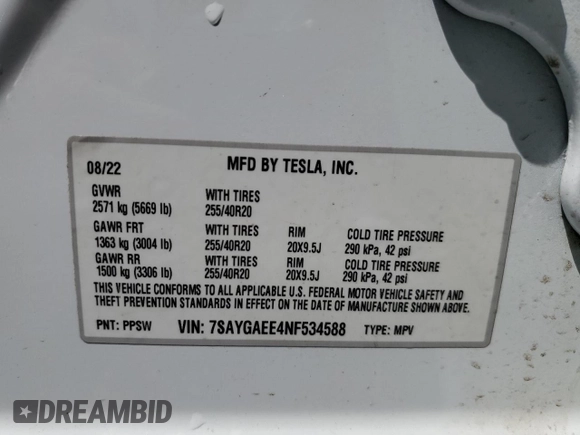 08/22 MFD BY TESLA, INC.
GVWR WITH TIRES
2571 kg (5669 lb) 255/40R20
GAWR FRT WITH TIRES RIM COLD TIRE PRESSURE
1363 kg (3004 lb) 255/40R20 20X9.5J 290 kPa, 42 psi
GAWR RR WITH TIRES RIM COLD TIRE PRESSURE
1500 kg (3306 lb) 255/40R20 20X9.5J 290 kPa, 42 psi
THIS VEHICLE CONFORMS TO ALL APPLICABLE U.S. FEDERAL MOTOR VEHICLE SAFETY AND
THEFT PREVENTION STANDARDS IN EFFECT ON THE DATE OF MANUFACTURE SHOWN ABOVE.
PNT: PPSW VIN: 7SAYGAEE4NF534588 TYPE: MPV
DREAMBID